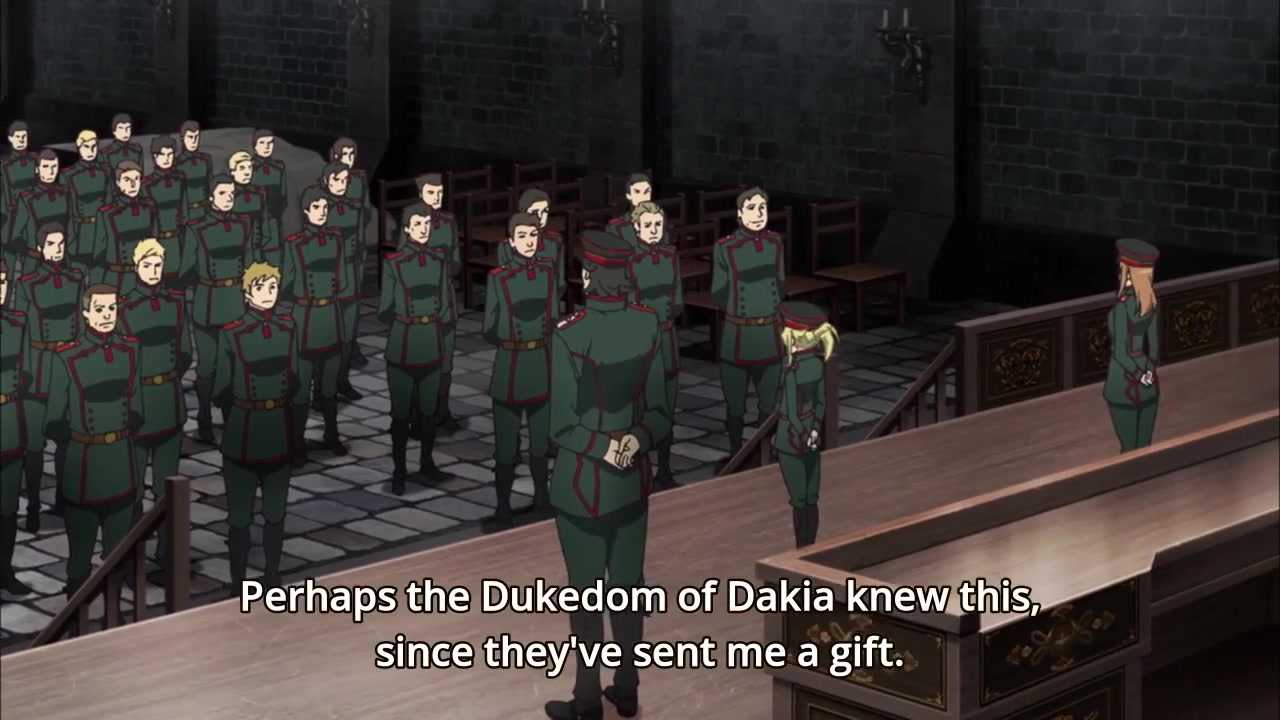 Perhaps the Dukedom of Dakia knew this,
since they've sent me a gift.